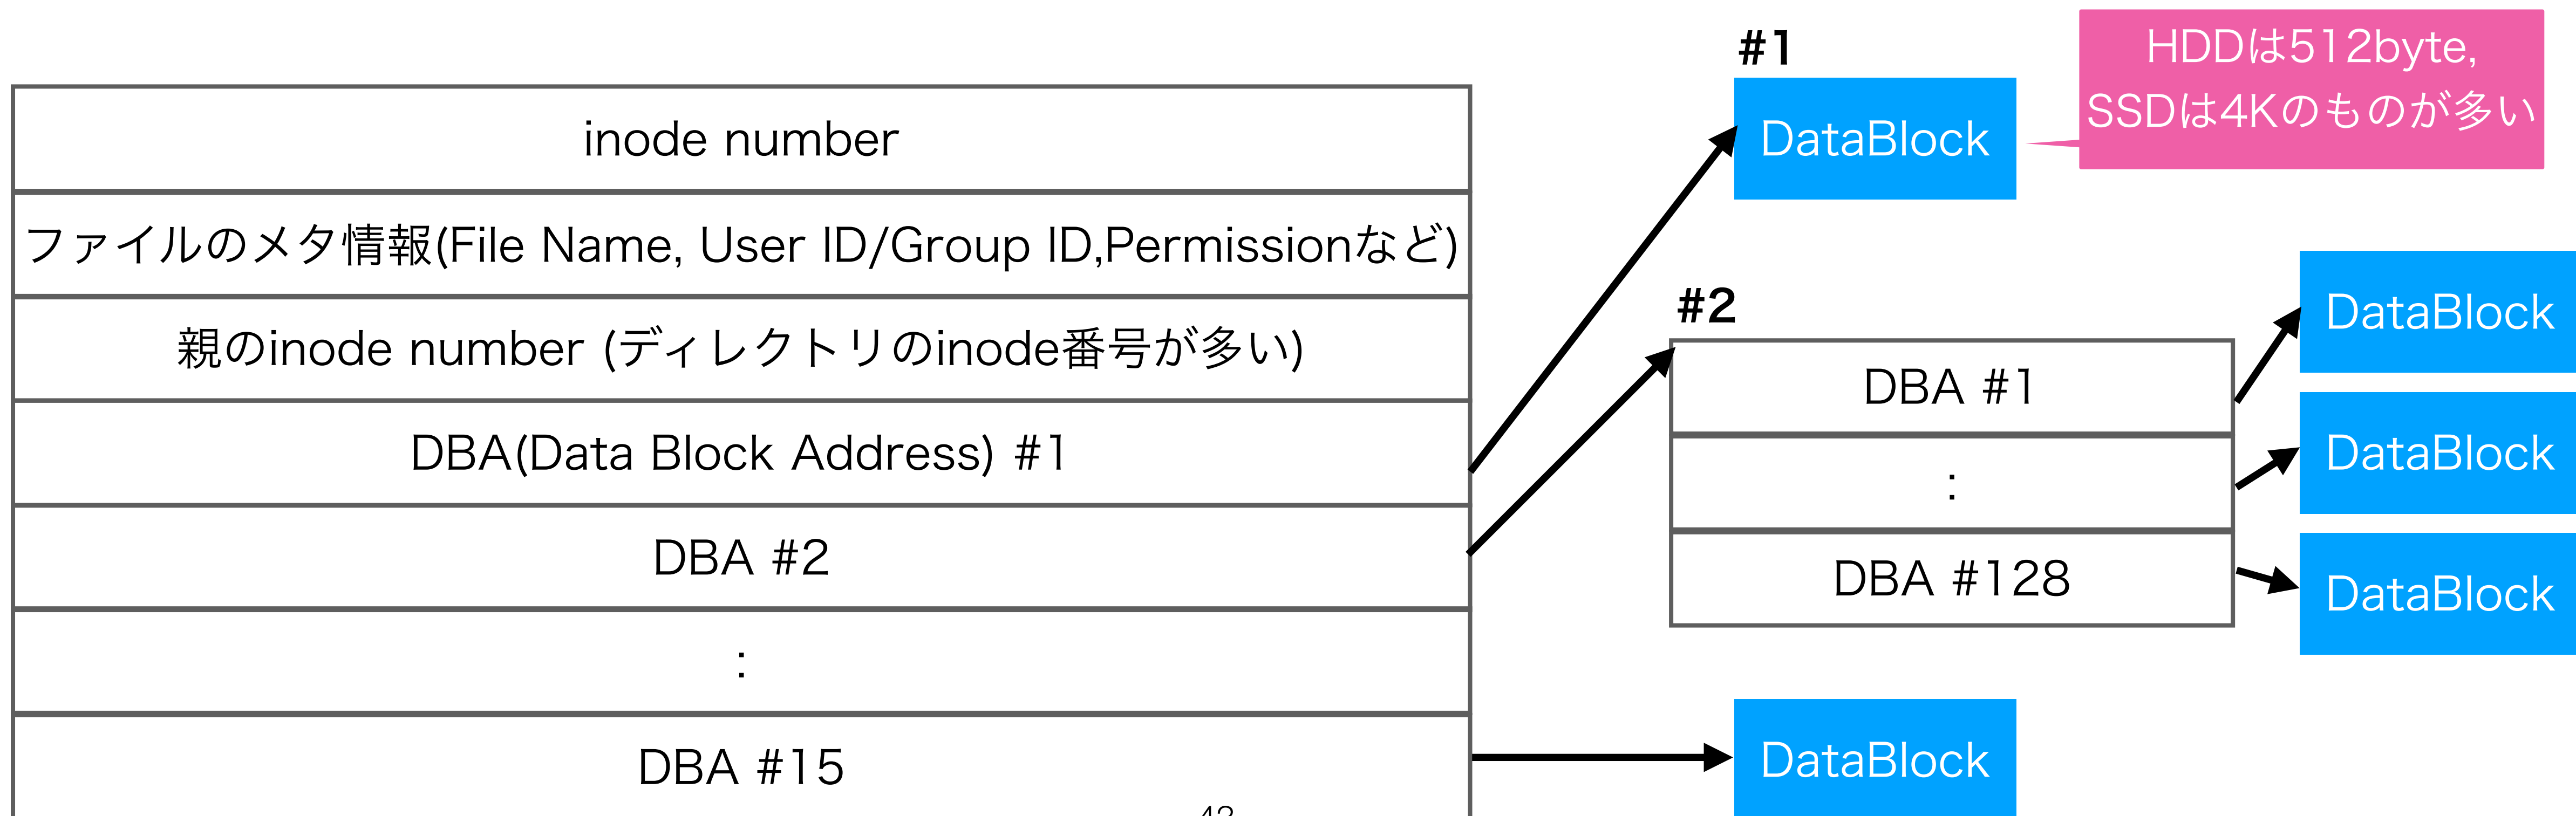 inode number
ファイルのメタ情報(File Name, User ID/Group ID,Permissionなど)
親のinode number (ディレクトリのinode番号が多い)
DBA(Data Block Address) #1
DBA #2
:
DBA #15
#1
DataBlock
HDDは512byte,
SSDは4Kのものが多い
#2
DBA #1
:
DBA #128
DataBlock
DataBlock
DataBlock
DataBlock